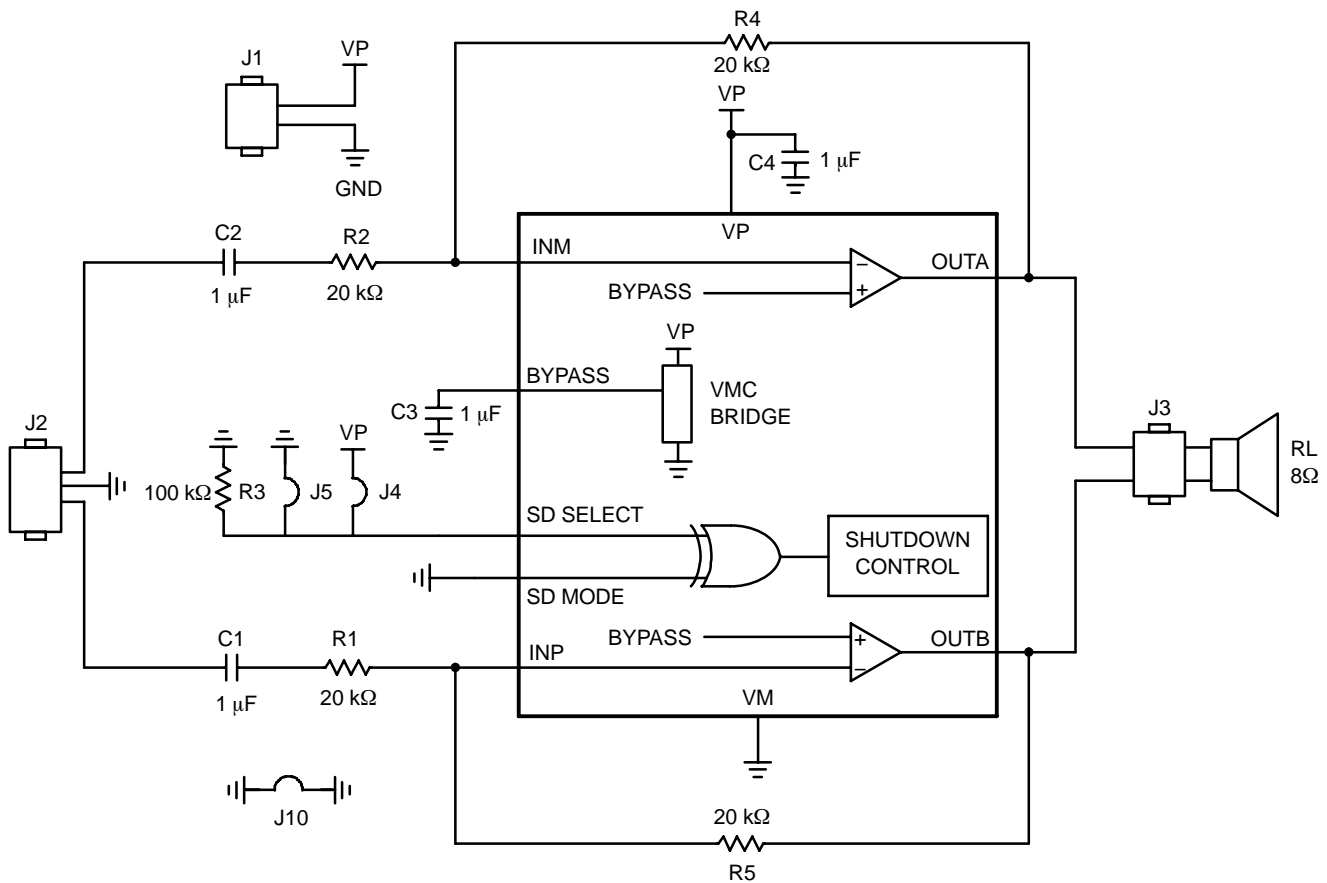 R4
20 kΩ
J1
VP
GND
VP
C4
1 μF
VP
C2
1 μF
R2
20 kΩ
INM
BYPASS
−
+
OUTA
BYPASS
C3
1 μF
VP
VMC
BRIDGE
J2
100 kΩ
R3
J5
VP
J4
SD SELECT
SD MODE
SHUTDOWN
CONTROL
J3
RL
8Ω
C1
1 μF
R1
20 kΩ
INP
BYPASS
+
−
OUTB
VM
J10
20 kΩ
R5